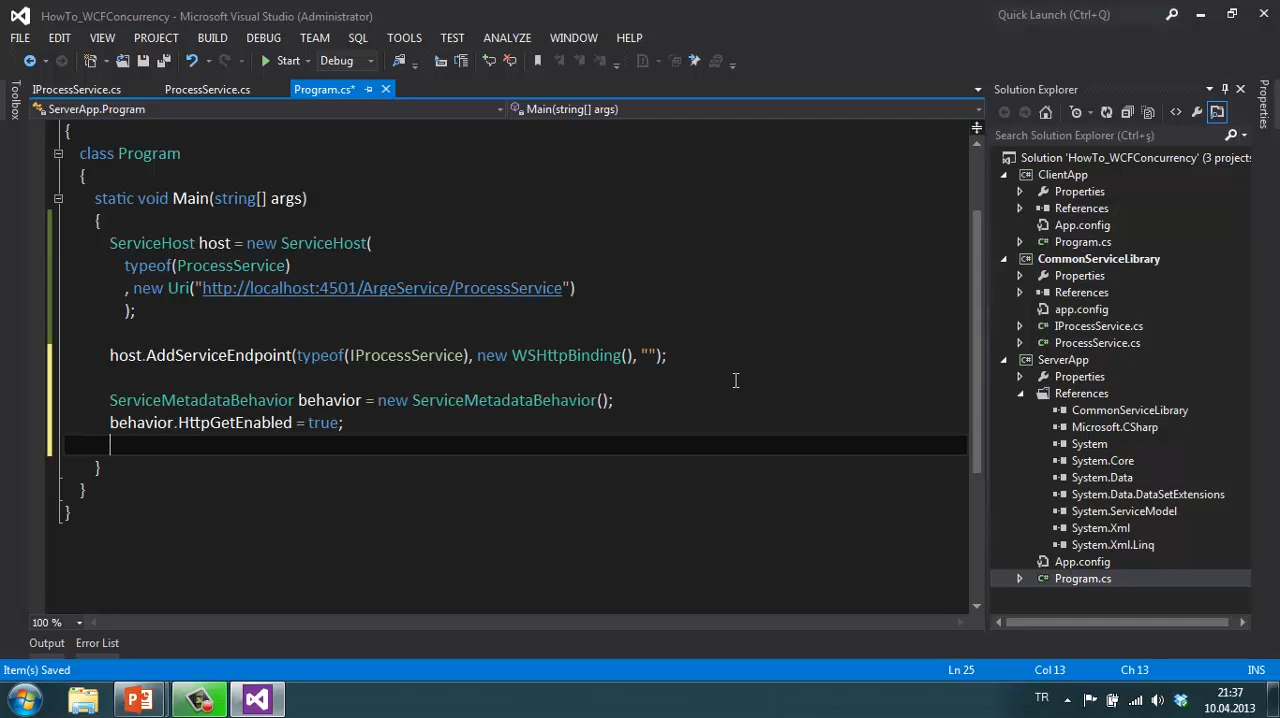 HowTo_WCFConcurrency - Microsoft Visual Studio (Administrator)
Quick Launch (Ctrl+Q)
FILE EDIT VIEW PROJECT BUILD DEBUG TEAM SQL TOOLS TEST ANALYZE WINDOW HELP
Start Debug
IProcessService.cs ProcessService.cs Program.cs*
ServerApp.Program Main(string[] args)
Toolbox
{
class Program
{
static void Main(string[] args)
{
ServiceHost host = new ServiceHost(
typeof(ProcessService)
, new Uri("http://localhost:4501/ArgeService/ProcessService")
);
host.AddServiceEndpoint(typeof(IProcessService), new WSHttpBinding(), "");
ServiceMetadataBehavior behavior = new ServiceMetadataBehavior();
behavior.HttpGetEnabled = true;
}
}
}
100 %
Solution Explorer
Search Solution Explorer (Ctrl+ş)
Solution 'HowTo_WCFConcurrency' (3 projects
ClientApp
Properties
References
App.config
Program.cs
CommonServiceLibrary
Properties
References
app.config
IProcessService.cs
ProcessService.cs
ServerApp
Properties
References
CommonServiceLibrary
Microsoft.CSharp
System
System.Core
System.Data
System.Data.DataSetExtensions
System.ServiceModel
System.Xml
System.Xml.Linq
App.config
Program.cs
Properties
Output Error List
Item(s) Saved Ln 25 Col 13 Ch 13 INS
TR 21:37
10.04.2013